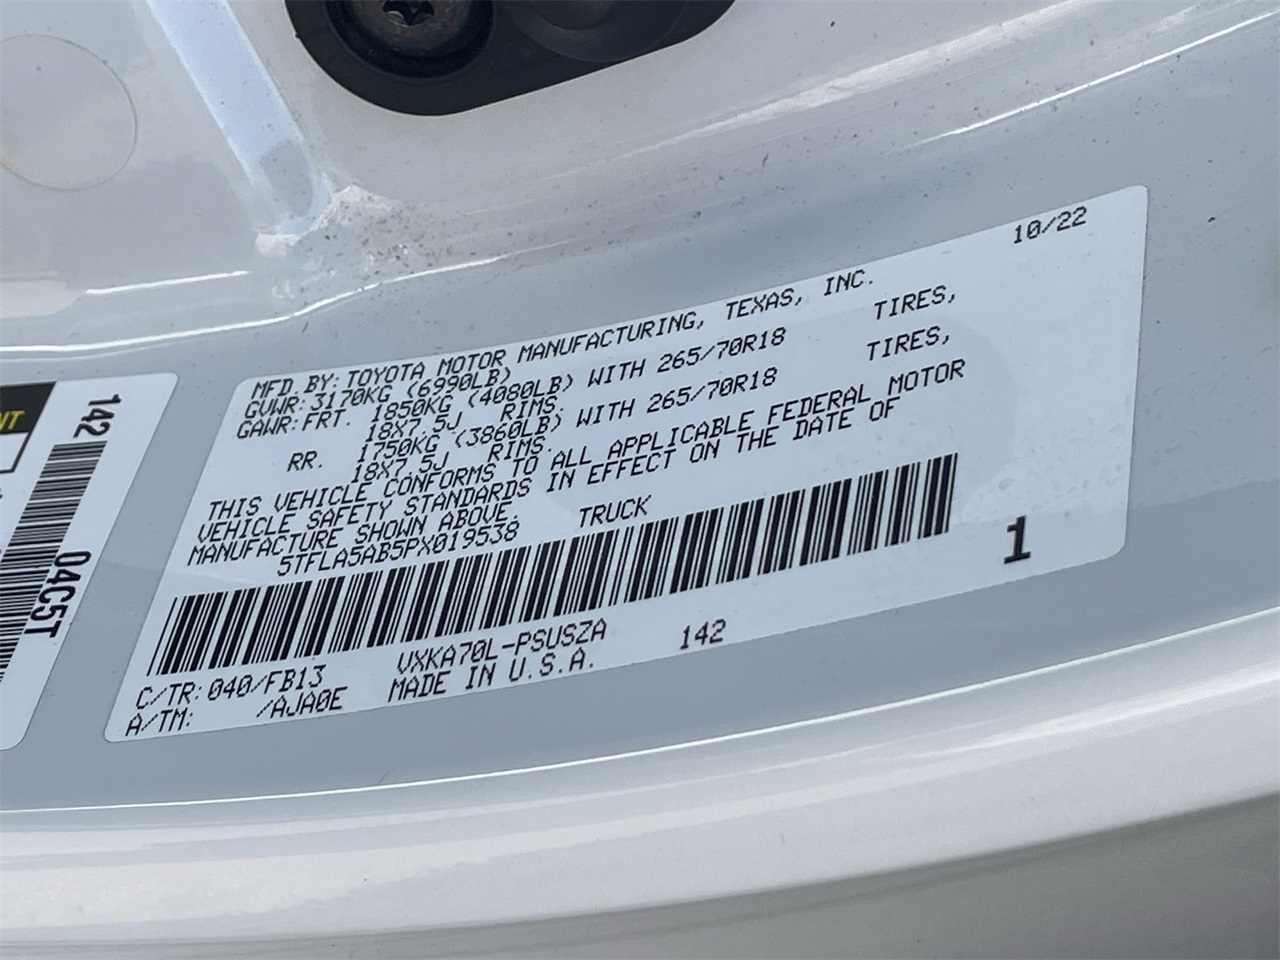 10/22
MFD. BY: TOYOTA MOTOR MANUFACTURING, TEXAS, INC.
GVWR: 3170KG (6990LB)
GAWR: FRT. 1850KG (4080LB) WITH 265/70R18 TIRES,
18X7.5J RIMS.
RR. 1750KG (3860LB) WITH 265/70R18 TIRES,
18X7.5J RIMS.
THIS VEHICLE CONFORMS TO ALL APPLICABLE FEDERAL MOTOR
VEHICLE SAFETY STANDARDS IN EFFECT ON THE DATE OF
MANUFACTURE SHOWN ABOVE.
5TFLA5AB5PX019538 TRUCK
1
VXKA70L-PSUSZA 142
C/TR: 040/FB13 MADE IN U.S.A.
A/TM: /AJA0E
142
04C5T
NT